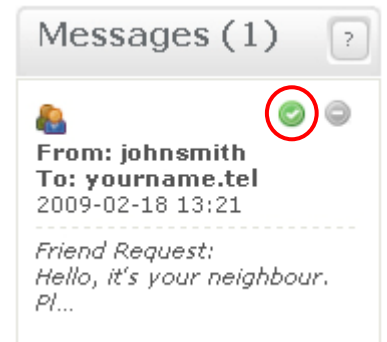 Messages (1) ?
From: johnsmith
To: yourname.tel
2009-02-18 13:21
Friend Request:
Hello, it's your neighbour.
Pl...